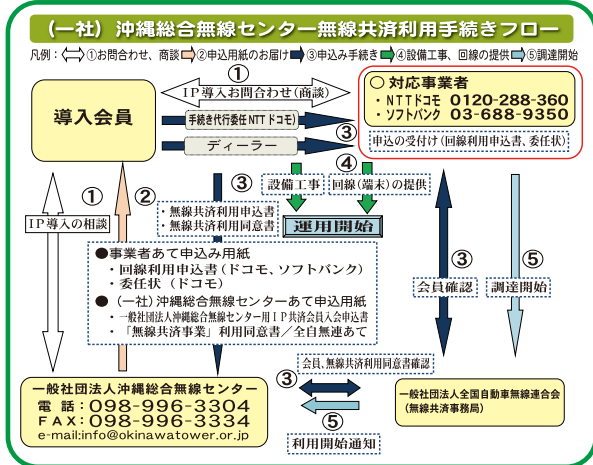 (一社) 沖縄総合無線センター無線共済利用手続きフロー
凡例：①お問合わせ、商談②申込用紙のお届け③申込み手続き④設備工事、回線の提供⑤調達開始
導入会員
①
IP導入お問合わせ(商談)
手続き代行委任NTTドコモ)
ディーラー
③
○対応事業者
・NTTドコモ 0120-288-360
・ソフトバンク 03-688-9350
申込の受付け(回線利用申込書、委任状)
①
②
③
④
IP導入の相談
・無線共済利用申込書
・無線共済利用同意書
設備工事
回線(端末)の提供
運用開始
●事業者あて申込み用紙
・回線利用申込書(ドコモ、ソフトバンク)
・委任状(ドコモ)
●(一社)沖縄総合無線センターあて申込用紙
・一般社団法人沖縄総合無線センター用IP共済会員入会申込書
・「無線共済事業」利用同意書／全自無連あて
③
会員確認
⑤
調達開始
会員、無線共済利用同意書確認
③
⑤
利用開始通知
一般社団法人沖縄総合無線センター
電話：098-996-3304
FAX：098-996-3334
e-mail:info@okinawatower.or.jp
一般社団法人全国自動車無線連合会
(無線共済事務局)